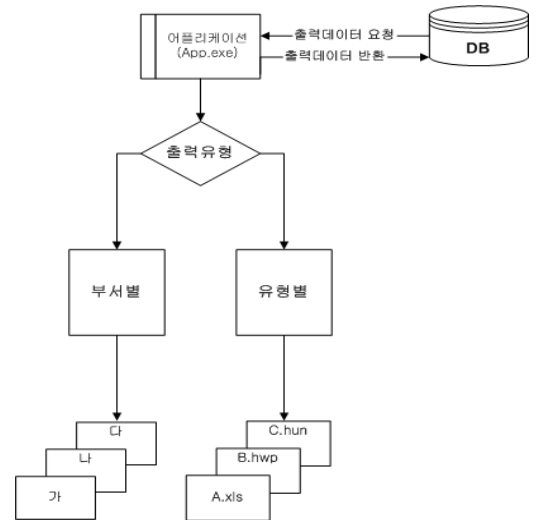 어플리케이션
(App.exe)
출력데이터 요청
출력데이터 반환
DB
출력유형
부서별
유형별
다
나
가
C.hun
B.hwp
A.xls